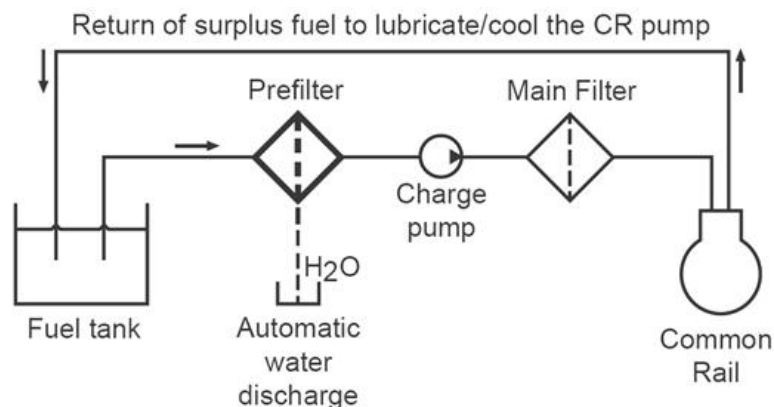 Return of surplus fuel to lubricate/cool the CR pump
Prefilter
Main Filter
Charge
pump
H2O
Fuel tank
Automatic
water
discharge
Common
Rail